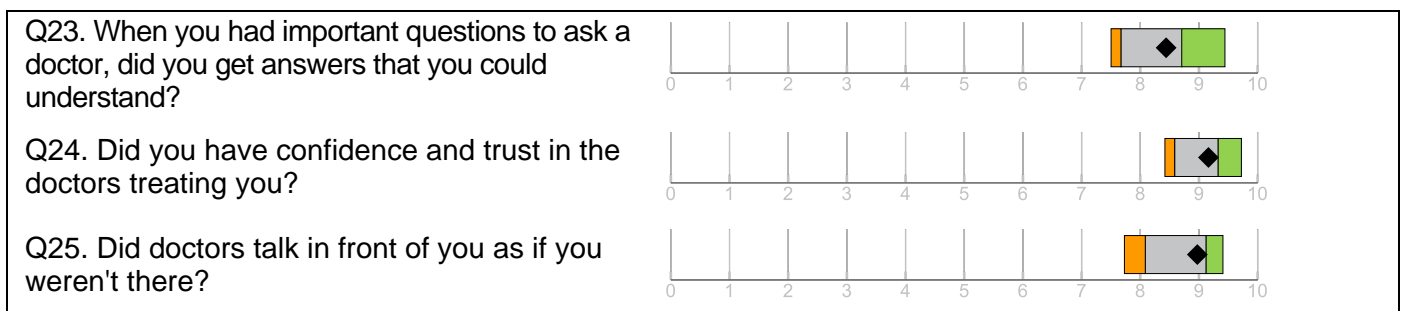 Q23. When you had important questions to ask a
doctor, did you get answers that you could
understand?
0 1 2 3 4 5 6 7 8 9 10
Q24. Did you have confidence and trust in the
doctors treating you?
0 1 2 3 4 5 6 7 8 9 10
Q25. Did doctors talk in front of you as if you
weren't there?
0 1 2 3 4 5 6 7 8 9 10